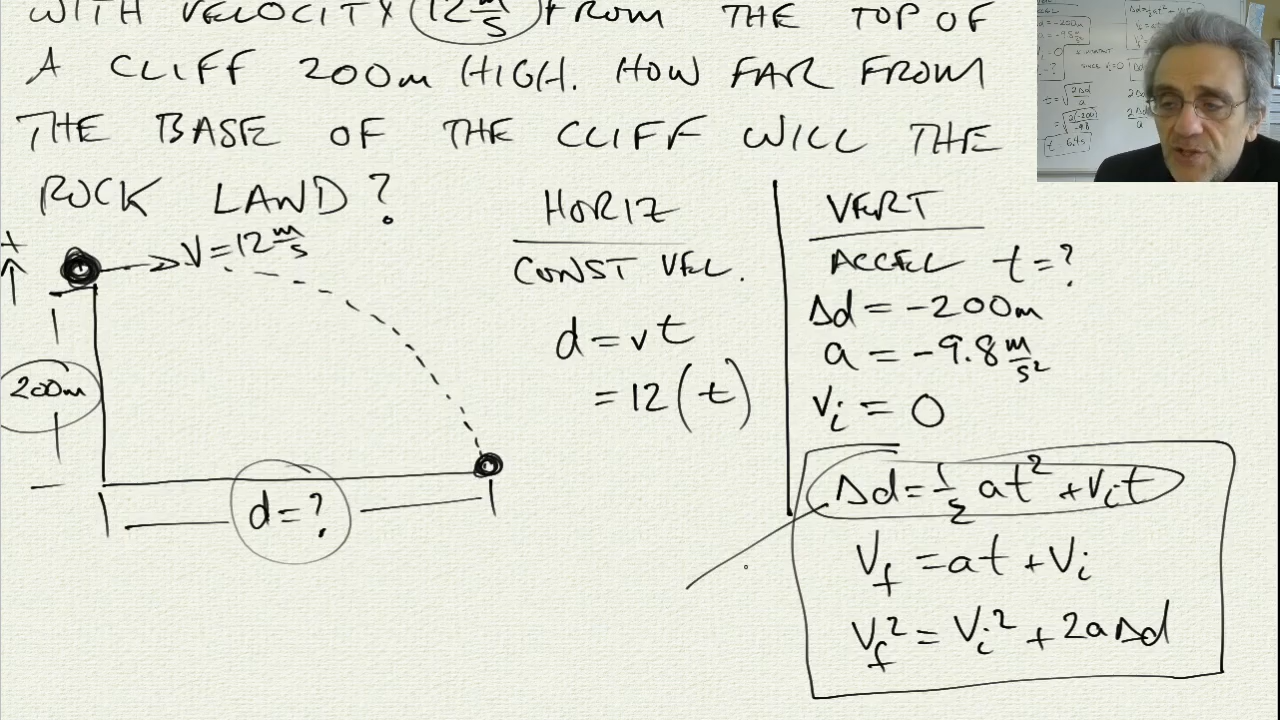 WITH VELOCITY 12 m/s FROM THE TOP OF
A CLIFF 200m HIGH. HOW FAR FROM
THE BASE OF THE CLIFF WILL THE
ROCK LAND?
+
V = 12 m/s
200m
d = ?
HORIZ
CONST VEL.
d = vt
= 12 (t)
VERT
ACCEL t = ?
Δd = -200m
a = -9.8 m/s²
Vi = 0
Δd = ½ at² + Vit
Vf = at + Vi
Vf² = Vi² + 2aΔd